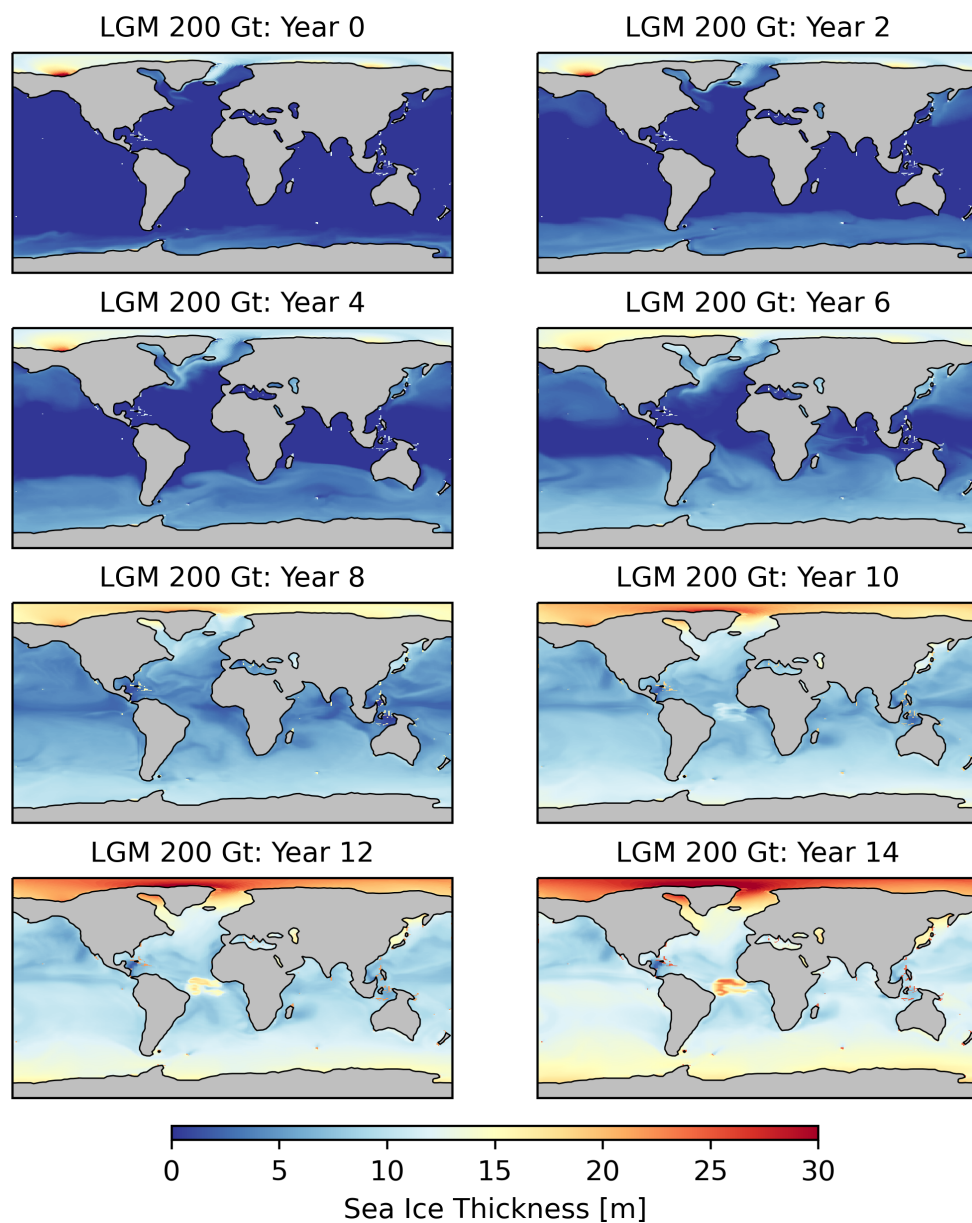 LGM 200 Gt: Year 0
LGM 200 Gt: Year 2
LGM 200 Gt: Year 4
LGM 200 Gt: Year 6
LGM 200 Gt: Year 8
LGM 200 Gt: Year 10
LGM 200 Gt: Year 12
LGM 200 Gt: Year 14
0 5 10 15 20 25 30
Sea Ice Thickness [m]